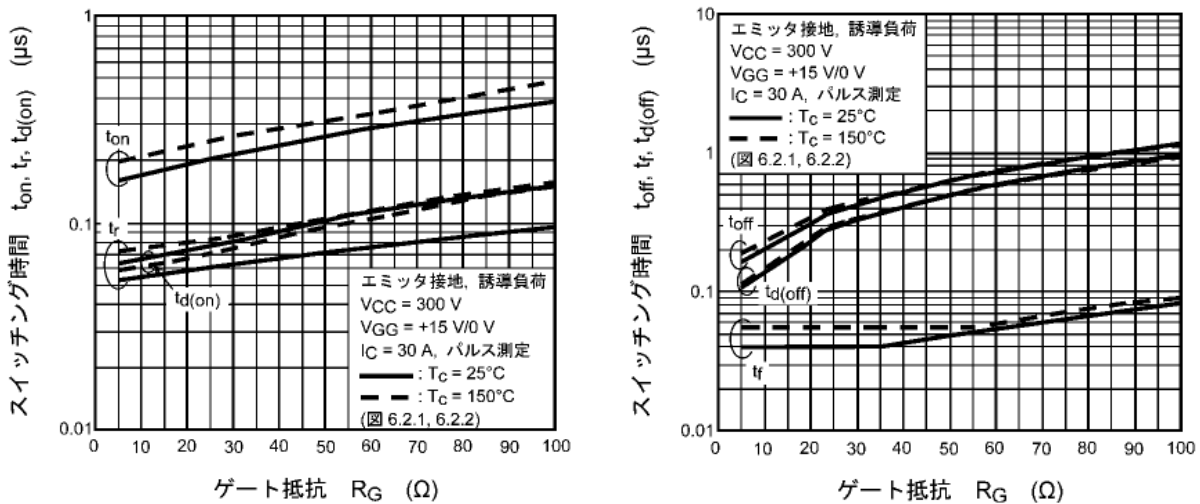 スイッチング時間 ton, tr, td(on) (μs)
1
0.1
0.01
ton
tr
td(on)
エミッタ接地, 誘導負荷
VCC = 300 V
VGG = +15 V/0 V
IC = 30 A, パルス測定
: Tc = 25°C
: Tc = 150°C
(図 6.2.1, 6.2.2)
0 10 20 30 40 50 60 70 80 90 100
ゲート抵抗 RG (Ω)
スイッチング時間 toff, tf, td(off) (μs)
10
1
0.1
0.01
エミッタ接地, 誘導負荷
VCC = 300 V
VGG = +15 V/0 V
IC = 30 A, パルス測定
: Tc = 25°C
: Tc = 150°C
(図 6.2.1, 6.2.2)
toff
td(off)
tf
0 10 20 30 40 50 60 70 80 90 100
ゲート抵抗 RG (Ω)